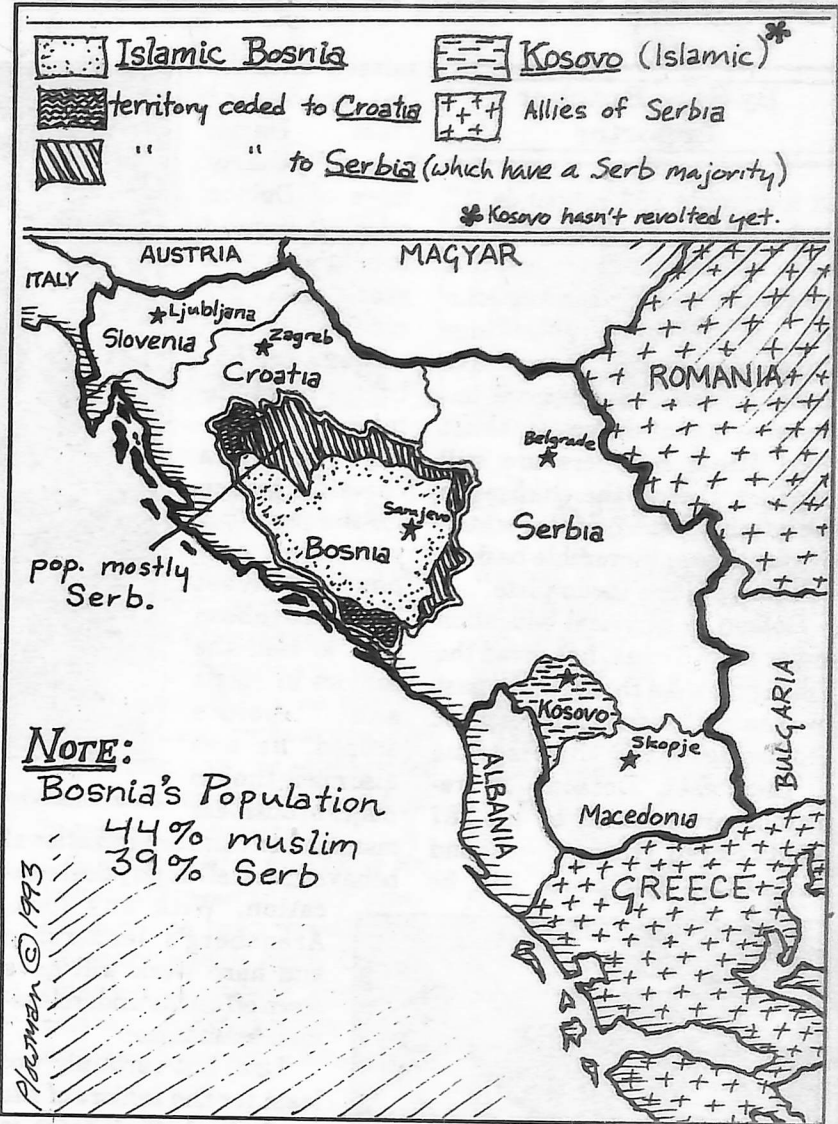 Islamic Bosnia
Kosovo (Islamic)*
territory ceded to Croatia
Allies of Serbia
" " to Serbia (which have a Serb majority)
* Kosovo hasn't revolted yet.
AUSTRIA
MAGYAR
ITALY
Ljubljana
Slovenia
Zagreb
Croatia
ROMANIA
Belgrade
Sarajevo
Serbia
Bosnia
pop. mostly
Serb.
Kosovo
BULGARIA
Skopje
ALBANIA
Macedonia
NOTE:
Bosnia's Population
44% muslim
39% Serb
GREECE
Plowman © 1993